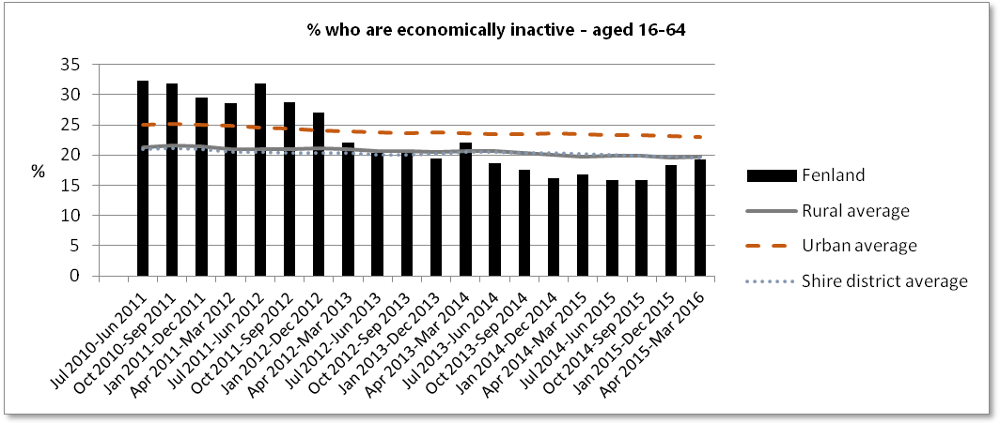 % who are economically inactive - aged 16-64
35
30
25
20
15
10
5
0
%
Jul 2010-Jun 2011
Oct 2010-Sep 2011
Jan 2011-Dec 2011
Apr 2011-Mar 2012
Jul 2011-Jun 2012
Oct 2011-Sep 2012
Jan 2012-Dec 2012
Apr 2012-Mar 2013
Jul 2012-Jun 2013
Oct 2012-Sep 2013
Jan 2013-Dec 2013
Apr 2013-Mar 2014
Jul 2013-Jun 2014
Oct 2013-Sep 2014
Jan 2014-Dec 2014
Apr 2014-Mar 2015
Jul 2014-Jun 2015
Oct 2014-Sep 2015
Jan 2015-Dec 2015
Apr 2015-Mar 2016
Fenland
Rural average
Urban average
Shire district average